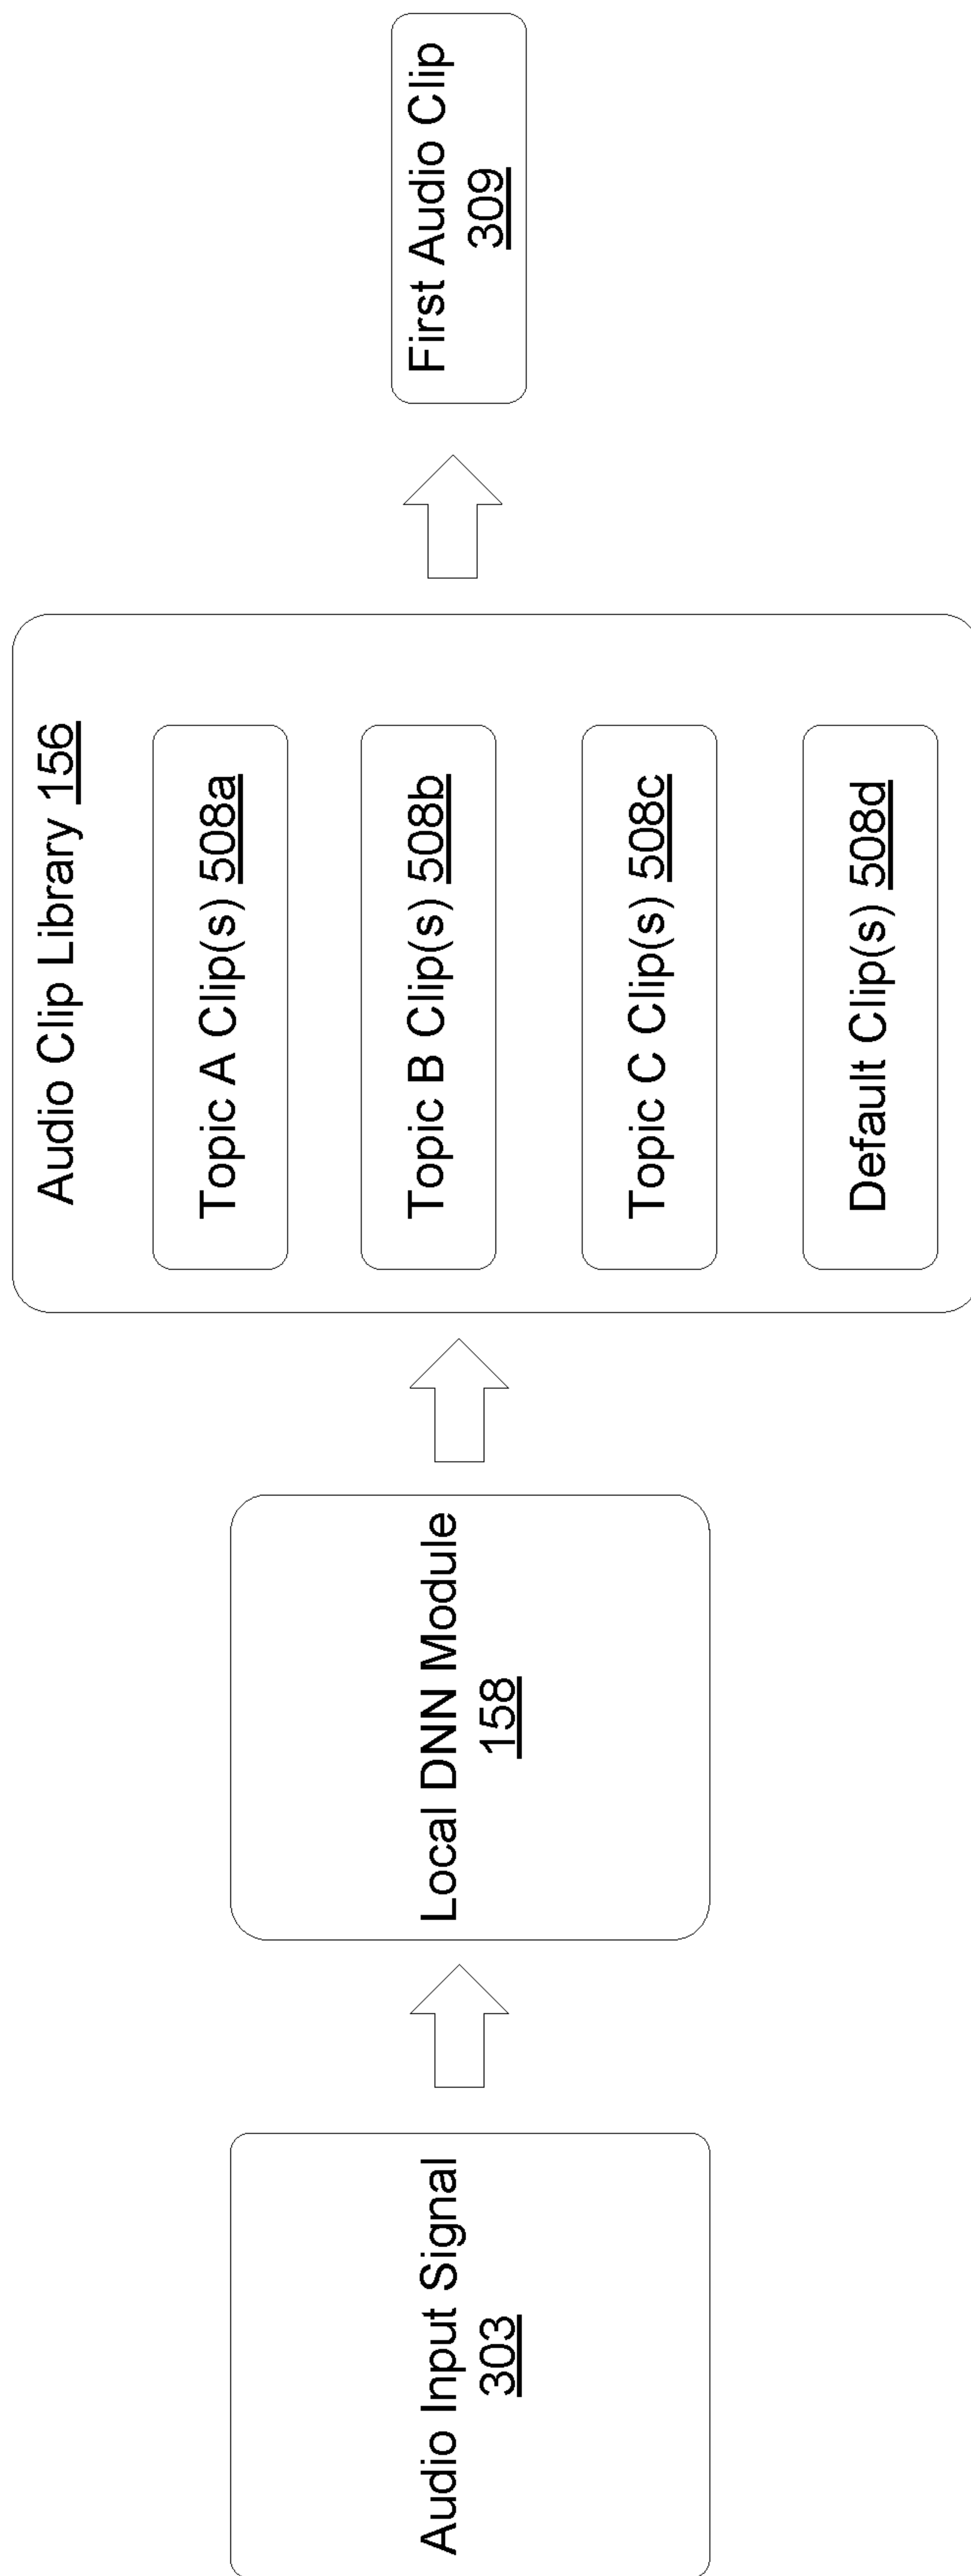 Audio Input Signal
303
Local DNN Module
158
Audio Clip Library 156
Topic A Clip(s) 508a
Topic B Clip(s) 508b
Topic C Clip(s) 508c
Default Clip(s) 508d
First Audio Clip
309